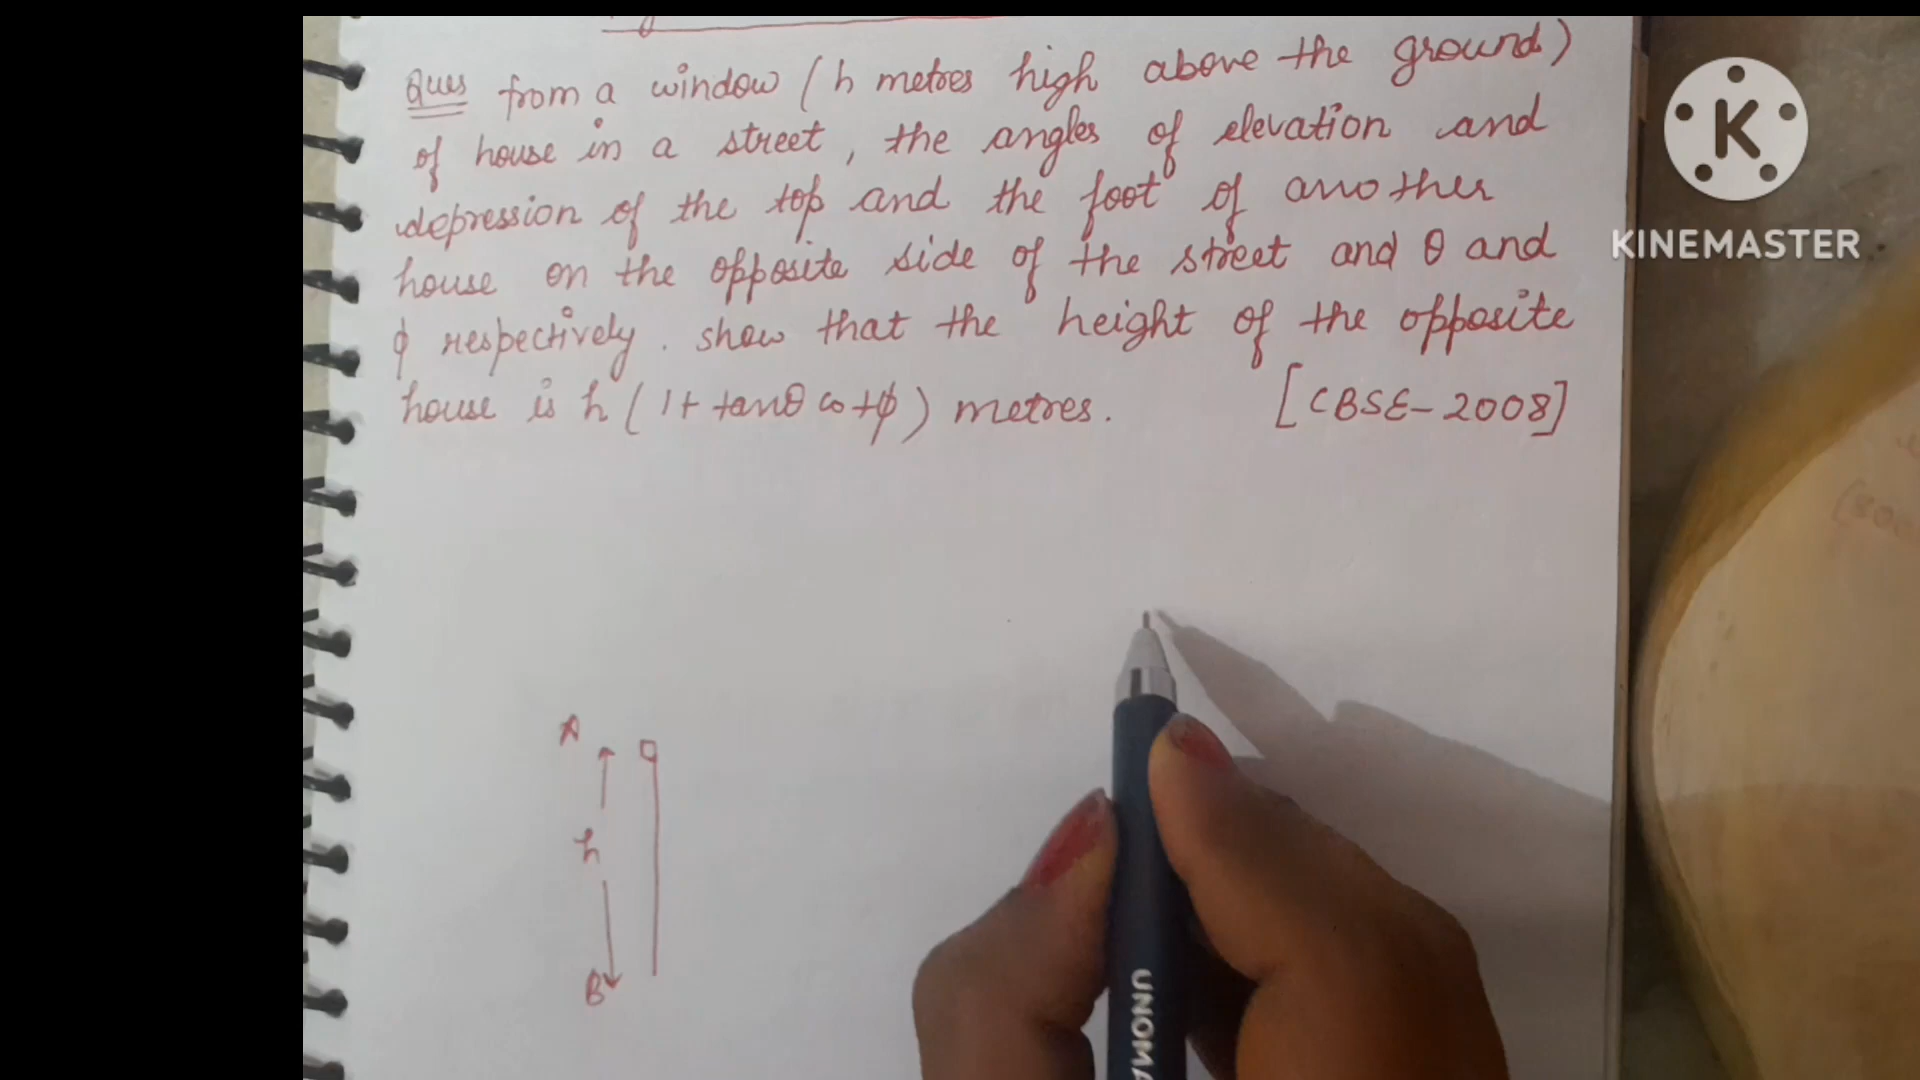 Ques from a window (h metres high above the ground)
of house in a street, the angles of elevation and
depression of the top and the foot of another
house on the opposite side of the street and θ and
ϕ respectively. show that the height of the opposite
house is h (1+ tanθ cotϕ) metres. [CBSE-2008]
K
KINEMASTER
A
h
B
UNOMA